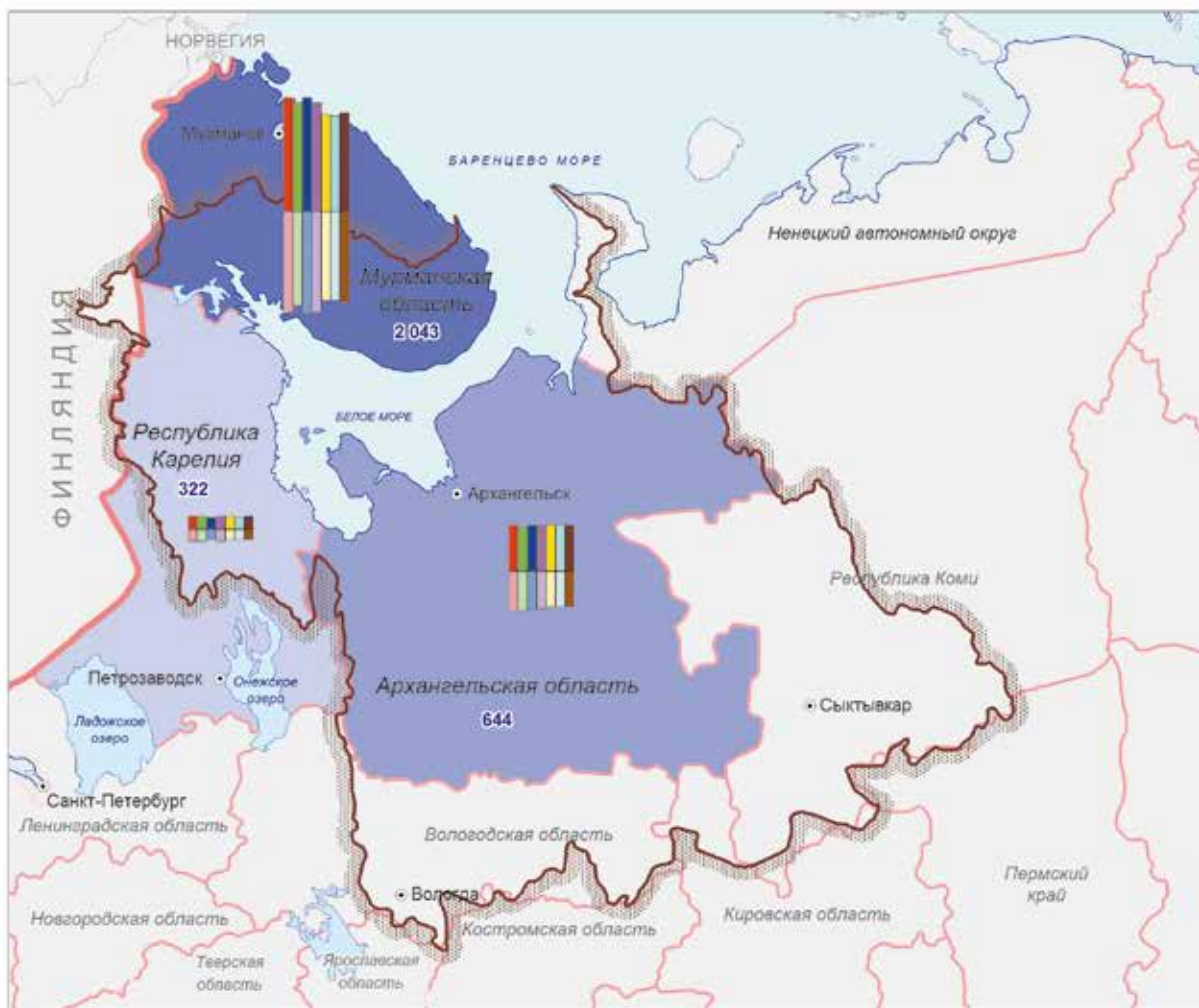 НОРВЕГИЯ
Мурманск
БАРЕНЦЕВО МОРЕ
Ненецкий автономный округ
Мурманская
область
2 043
ФИНЛЯНДИЯ
БЕЛОЕ МОРЕ
Республика
Карелия
322
Архангельск
Республика Коми
Петрозаводск
Онежское
озеро
Архангельская область
644
Сыктывкар
Ладожское
озеро
Санкт-Петербург
Ленинградская область
Вологодская область
Пермский
край
Вологда
Новгородская область
Костромская область
Кировская область
Тверская
область
Ярославская
область